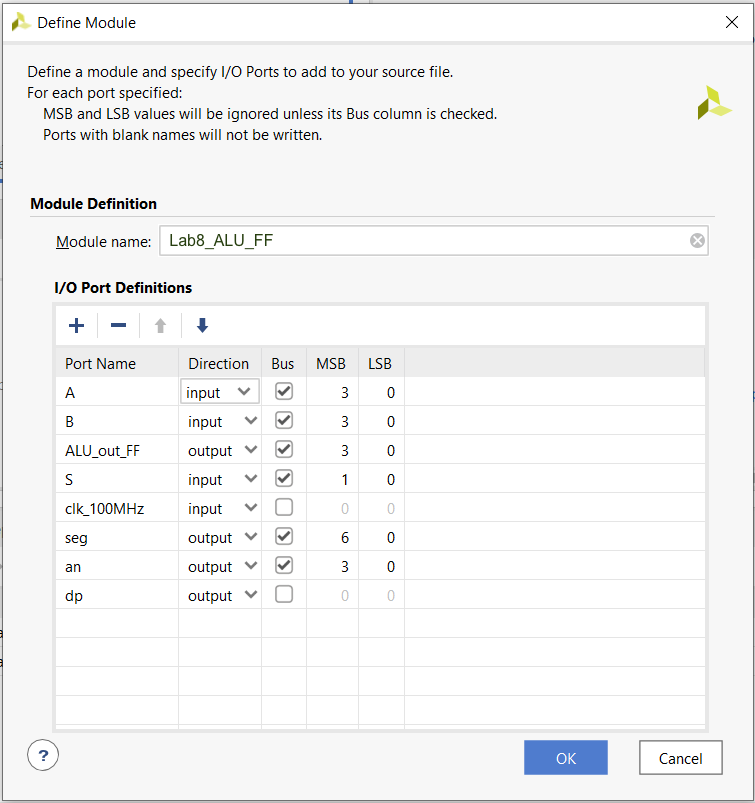 Define Module
Define a module and specify I/O Ports to add to your source file.
For each port specified:
MSB and LSB values will be ignored unless its Bus column is checked.
Ports with blank names will not be written.
Module Definition
Module name: Lab8_ALU_FF
I/O Port Definitions
Port Name Direction Bus MSB LSB
A input 3 0
B input 3 0
ALU_out_FF output 3 0
S input 1 0
clk_100MHz input 0 0
seg output 6 0
an output 3 0
dp output 0 0
? OK Cancel